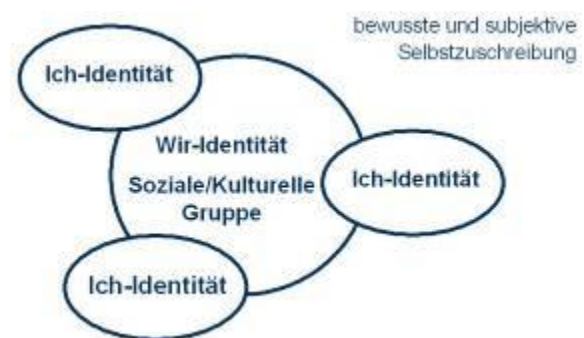 bewusste und subjektive
Selbstzuschreibung
Ich-Identität
Wir-Identität
Soziale/Kulturelle
Gruppe
Ich-Identität
Ich-Identität